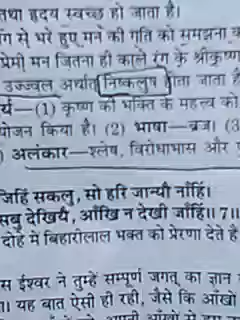 तथा हृदय स्वच्छ हो जाता है।
ंग से भरे हुए मन की गति को समझना क
प्रेमी मन जितना ही काले रंग के श्रीकृष्ण
उज्ज्वल अर्थात् निष्कलुष होता जाता है
र्य—(1) कृष्ण की भक्ति के महत्त्व को
योजन किया है। (2) भाषा—ब्रज। (3
) अलंकार—श्लेष, विरोधाभास और
जिहिं सकलु, सो हरि जान्यौ नाँहिं।
सबु देखियै, आँखि न देखी जाँहिं।। 7।।
दोहे में बिहारीलाल भक्त को प्रेरणा देते है
स ईश्वर ने तुम्हें सम्पूर्ण जगत् का ज्ञान
।। यह बात ऐसी ही रही, जैसे कि आँखों
अपनी आँखों से